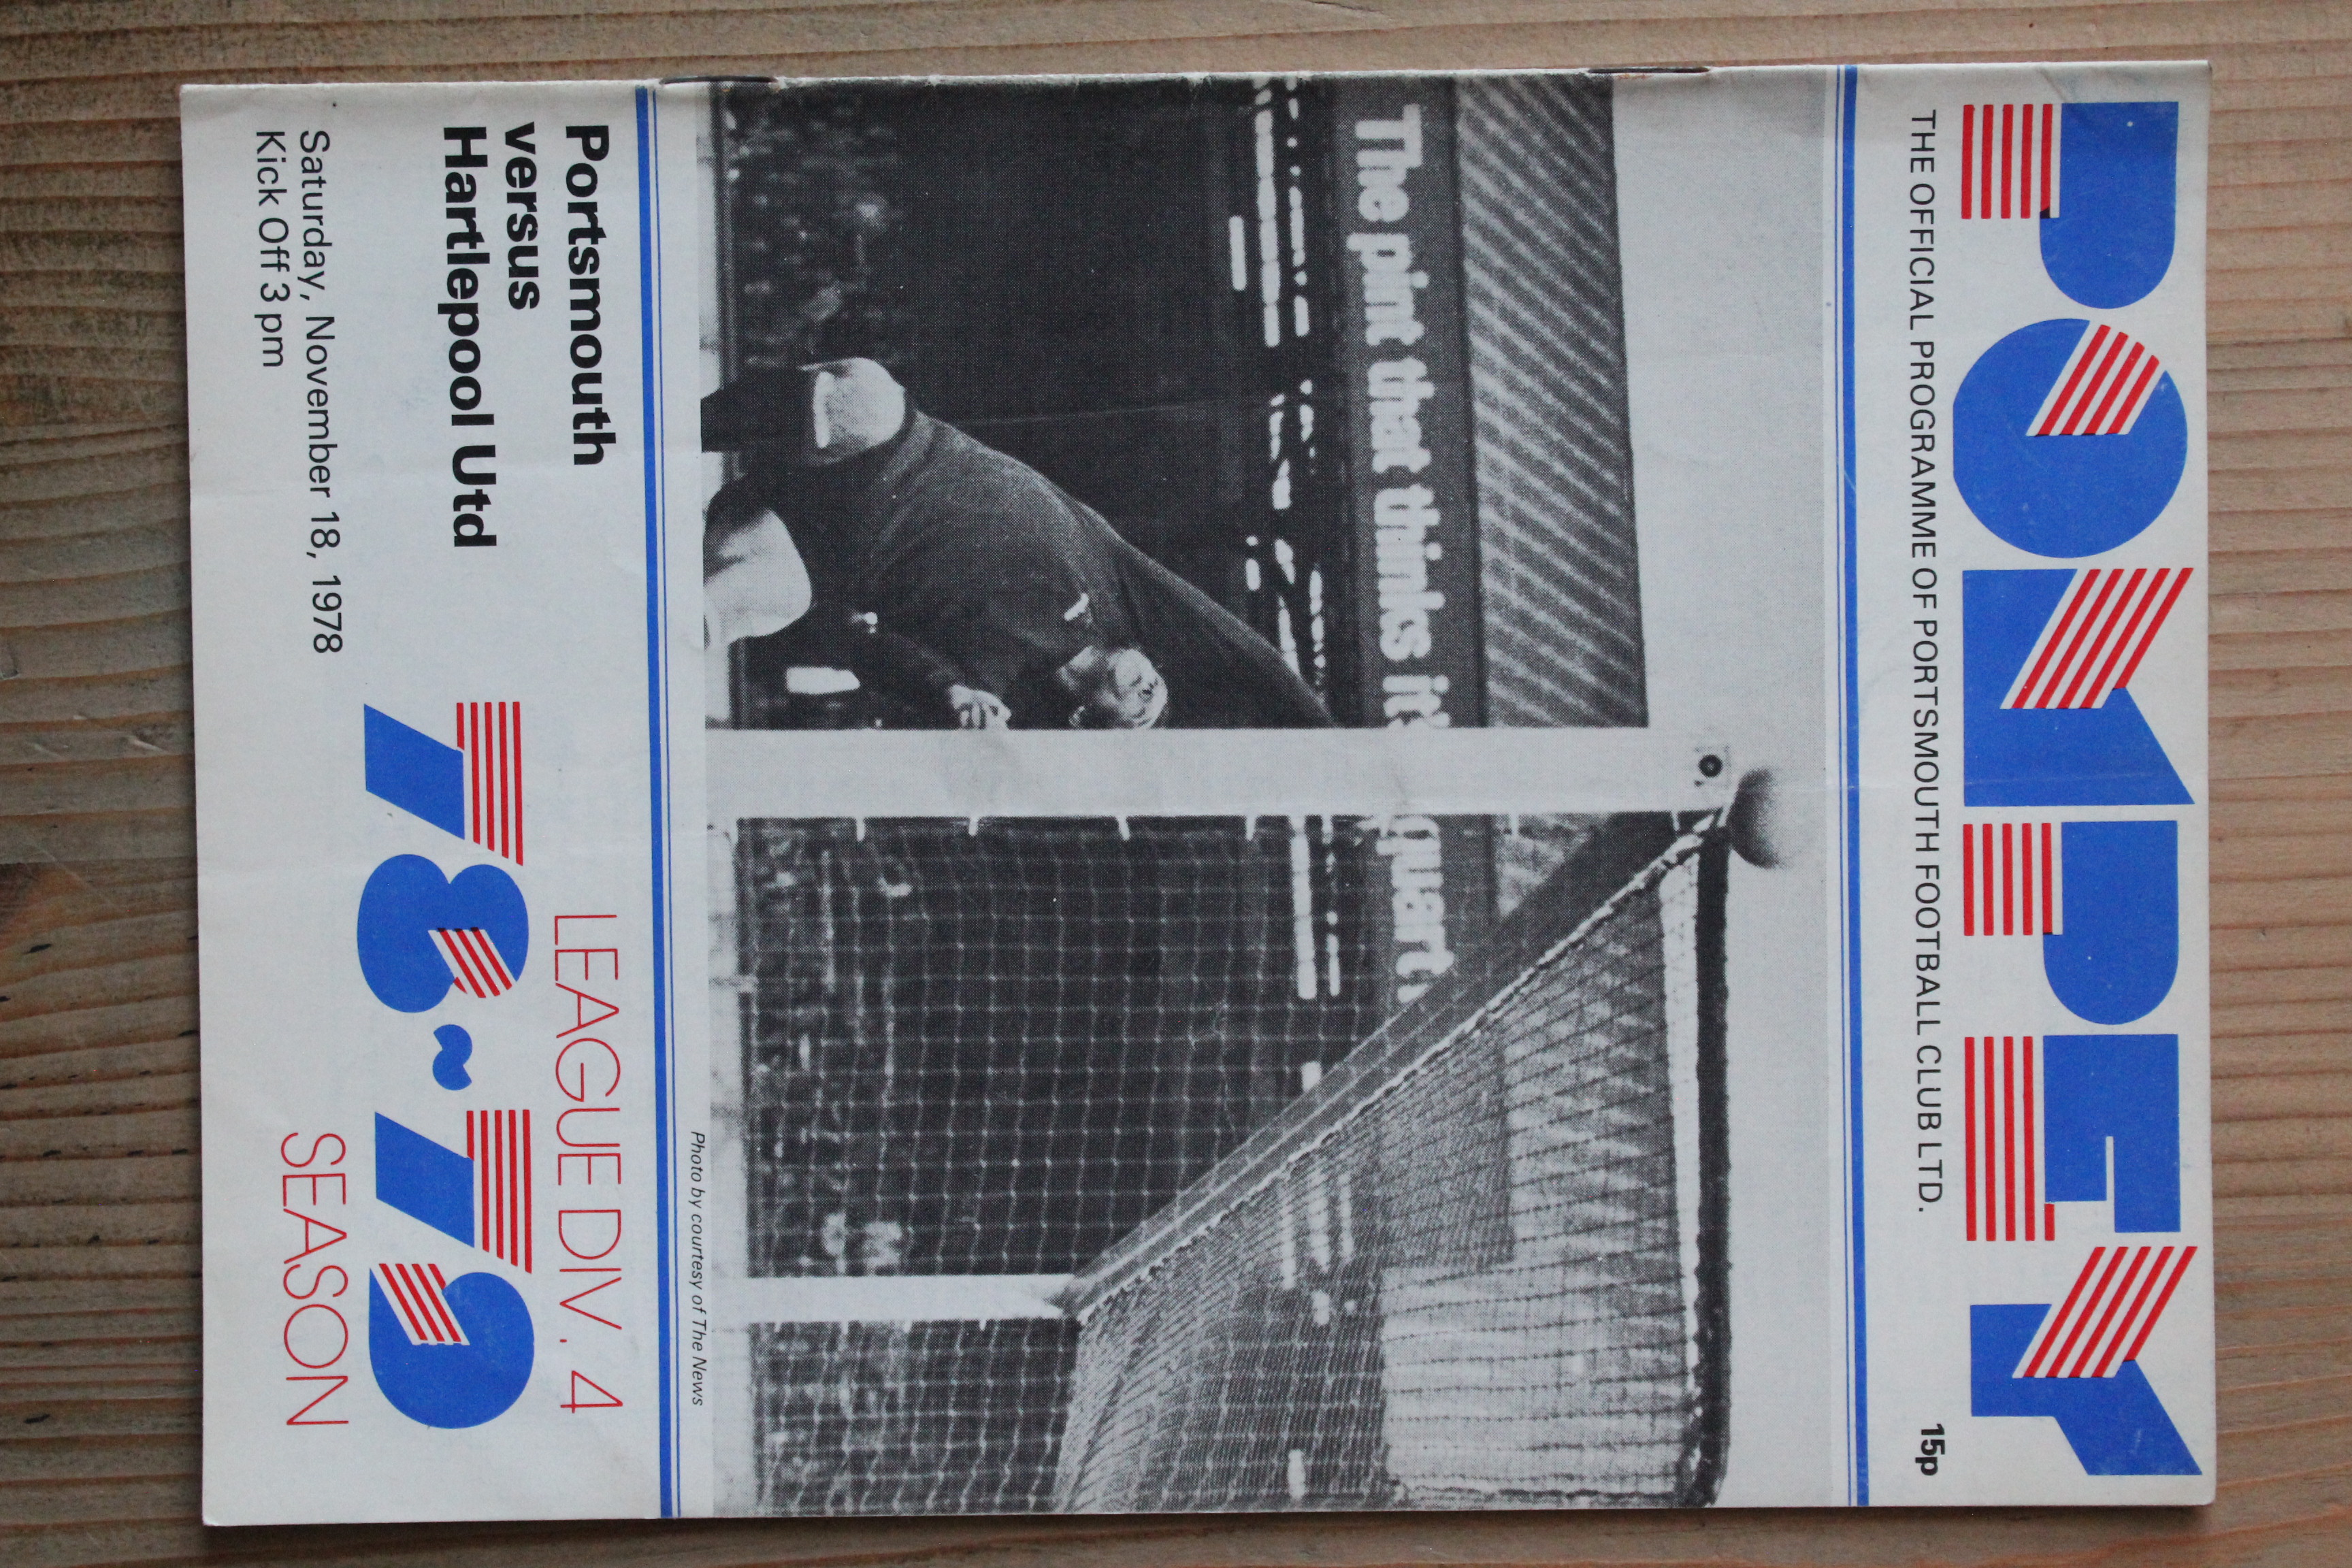 POMPEY
THE OFFICIAL PROGRAMME OF PORTSMOUTH FOOTBALL CLUB LTD.
15p
The pint that thinks it's
quart!
Photo by courtesy of The News
Portsmouth
versus
Hartlepool Utd
Saturday, November 18, 1978
Kick Off 3 pm
LEAGUE DIV. 4
78·79
SEASON